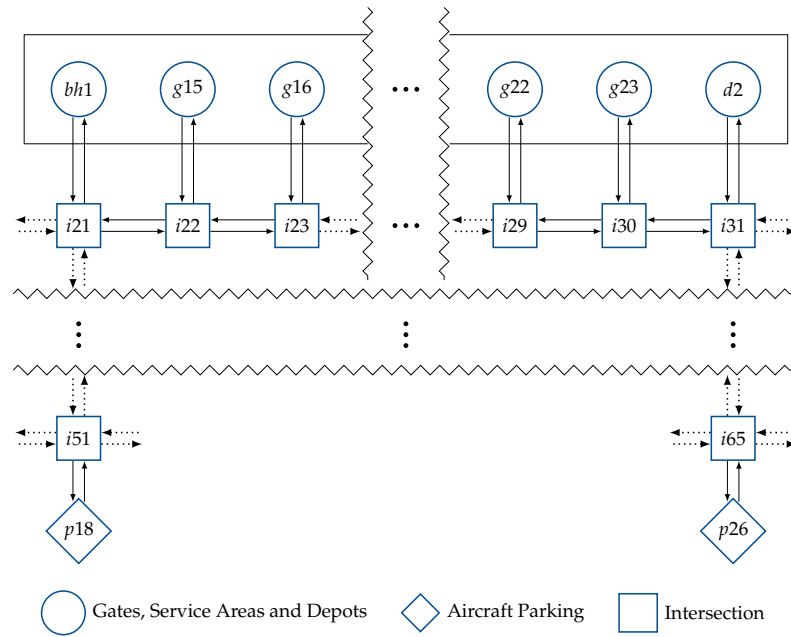 bh1 g15 g16 ... g22 g23 d2
i21 i22 i23 ... i29 i30 i31
i51 i65
p18 p26
Gates, Service Areas and Depots Aircraft Parking Intersection